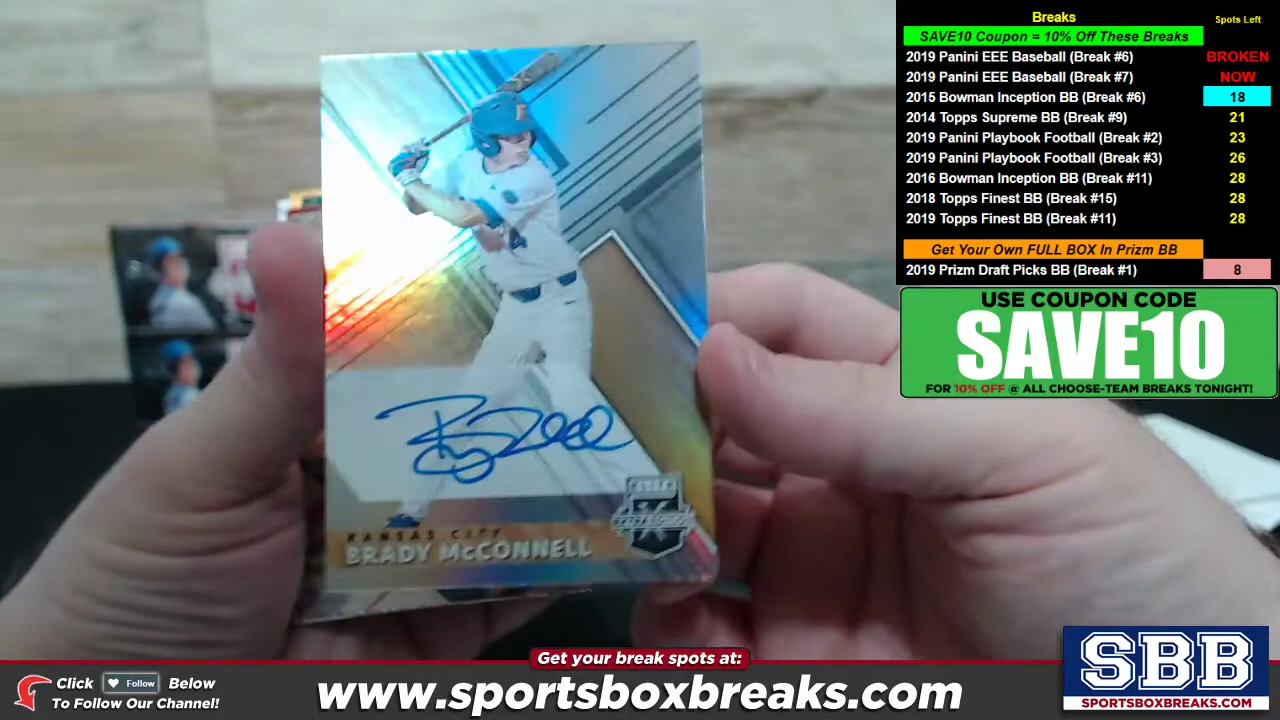 Breaks
Spots Left
SAVE10 Coupon = 10% Off These Breaks
2019 Panini EEE Baseball (Break #6) BROKEN
2019 Panini EEE Baseball (Break #7) NOW
2015 Bowman Inception BB (Break #6) 18
2014 Topps Supreme BB (Break #9) 21
2019 Panini Playbook Football (Break #2) 23
2019 Panini Playbook Football (Break #3) 26
2016 Bowman Inception BB (Break #11) 28
2018 Topps Finest BB (Break #15) 28
2019 Topps Finest BB (Break #11) 28
Get Your Own FULL BOX In Prizm BB
2019 Prizm Draft Picks BB (Break #1) 8
USE COUPON CODE
SAVE10
FOR 10% OFF @ ALL CHOOSE-TEAM BREAKS TONIGHT!
4
KANSAS CITY
BRADY McCONNELL
Get your break spots at:
Click Follow Below
To Follow Our Channel!
www.sportsboxbreaks.com
SBB
SPORTSBOXBREAKS.COM